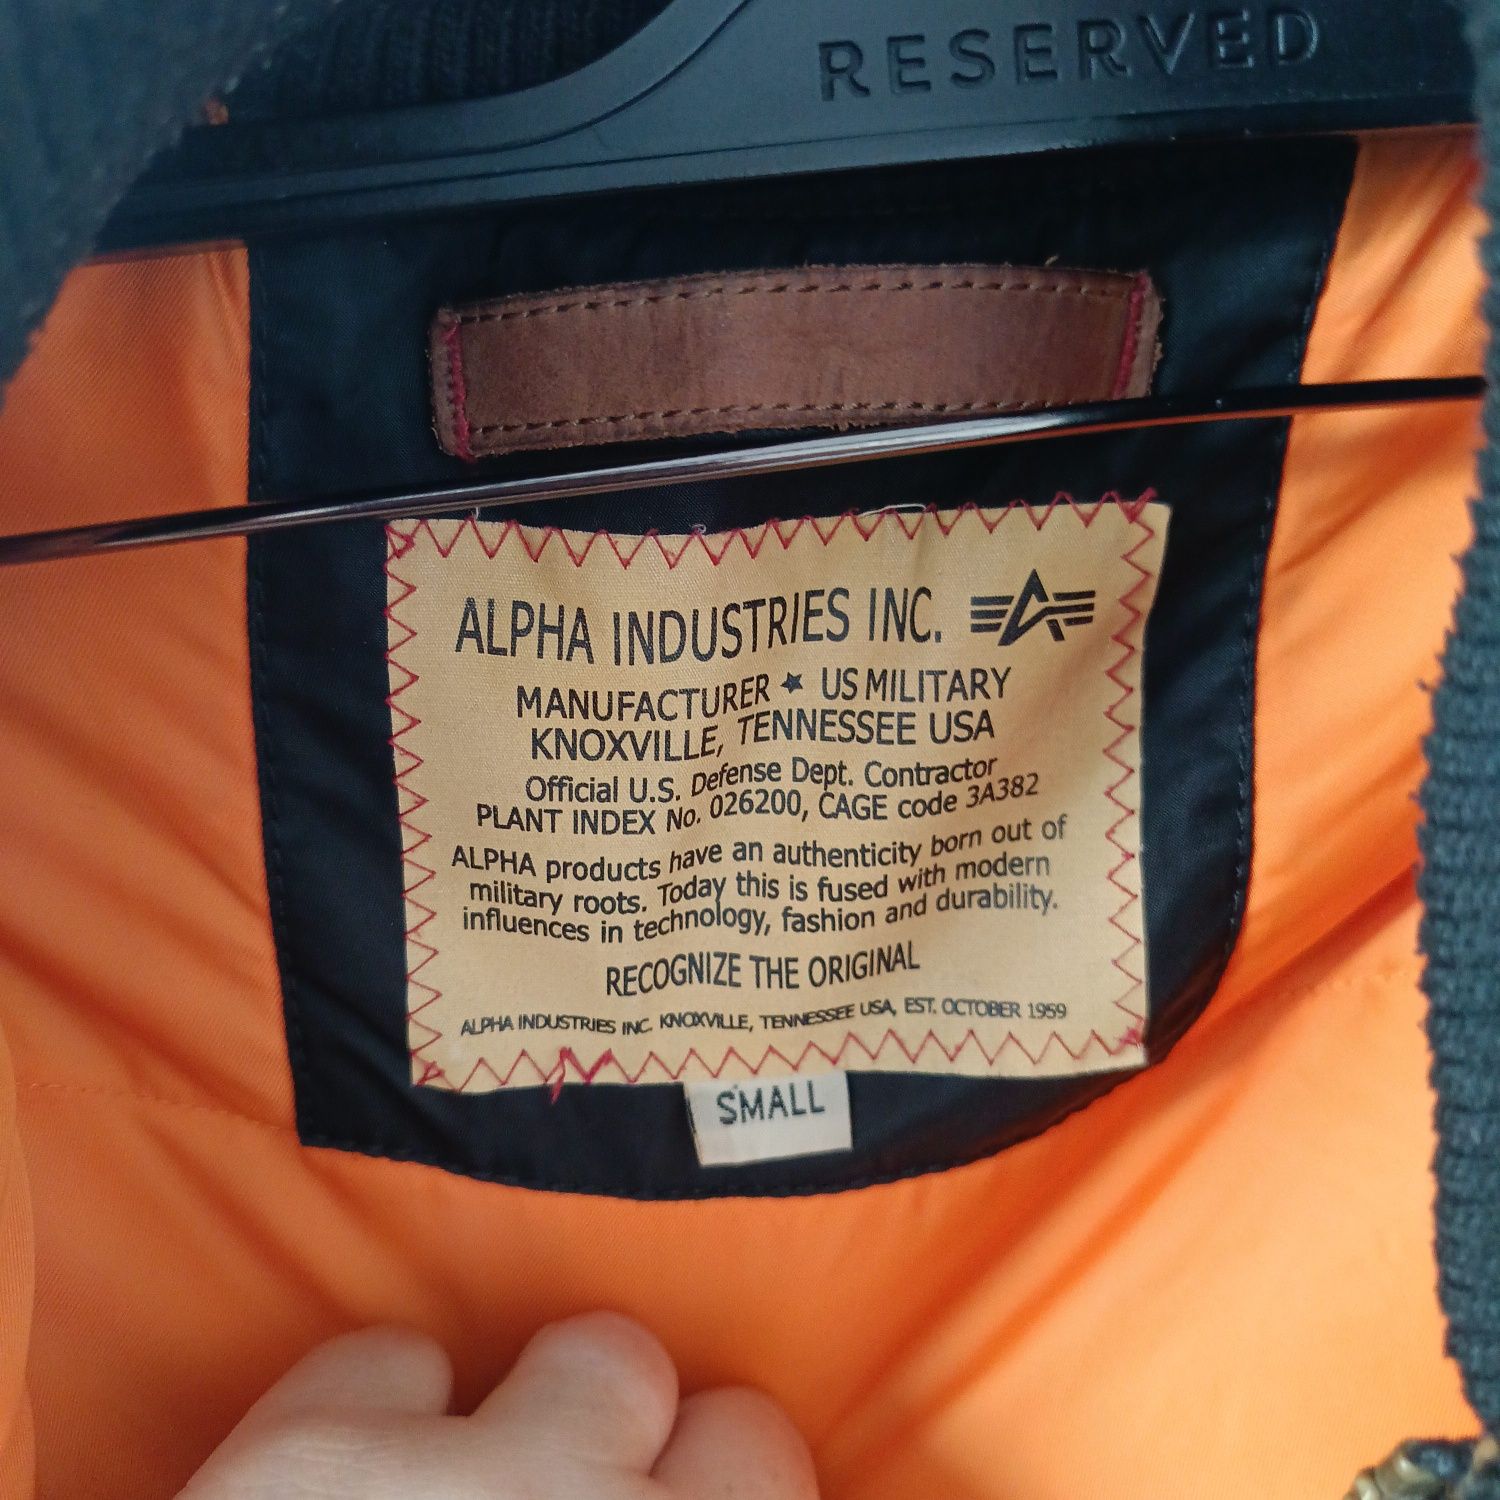 RESERVED
ALPHA INDUSTRIES INC.
MANUFACTURER ★ US MILITARY
KNOXVILLE, TENNESSEE USA
Official U.S. Defense Dept. Contractor
PLANT INDEX No. 026200, CAGE code 3A382
ALPHA products have an authenticity born out of
military roots. Today this is fused with modern
influences in technology, fashion and durability.
RECOGNIZE THE ORIGINAL
ALPHA INDUSTRIES INC. KNOXVILLE, TENNESSEE USA, EST. OCTOBER 1959
SMALL